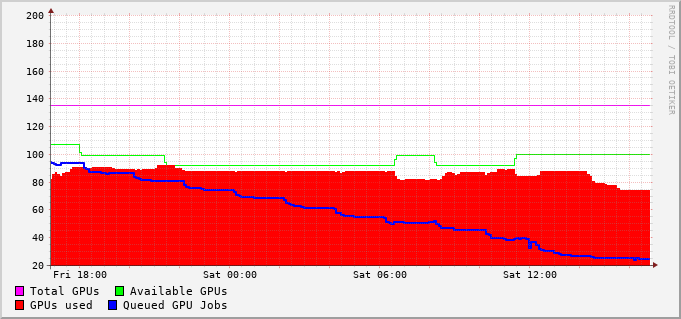 200
180
160
140
120
100
80
60
40
20
Fri 18:00 Sat 00:00 Sat 06:00 Sat 12:00
Total GPUs Available GPUs
GPUs used Queued GPU Jobs
RRDTOOL / TOBI OETIKER